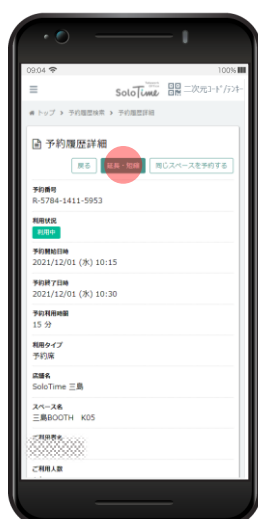 09:04 100%
SoloTime 二次元コード/テンキー
トップ > 予約履歴検索 > 予約履歴詳細
予約履歴詳細
戻る 延長・短縮 同じスペースを予約する
予約番号
R-5784-1411-5953
利用状況
利用中
予約開始日時
2021/12/01 (水) 10:15
予約終了日時
2021/12/01 (水) 10:30
予約利用時間
15 分
利用タイプ
予約席
店舗名
SoloTime 三島
スペース名
三島BOOTH K05
ご利用者名
ご利用人数